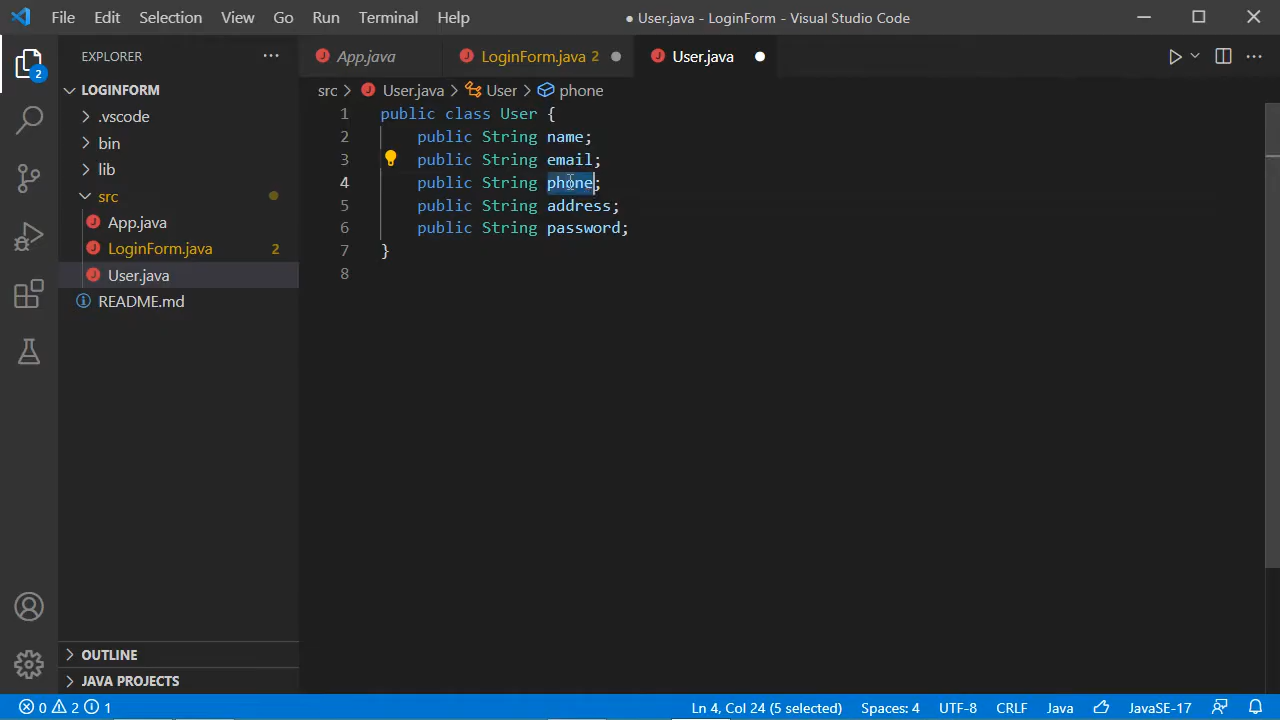 File Edit Selection View Go Run Terminal Help ● User.java - LoginForm - Visual Studio Code
EXPLORER ···
App.java LoginForm.java 2 User.java
2
LOGINFORM
src > User.java > User > phone
.vscode
bin
lib
src
App.java
LoginForm.java 2
User.java
README.md
1 public class User {
2 public String name;
3 public String email;
4 public String phone;
5 public String address;
6 public String password;
7 }
8
OUTLINE
JAVA PROJECTS
0 2 1 Ln 4, Col 24 (5 selected) Spaces: 4 UTF-8 CRLF Java JavaSE-17